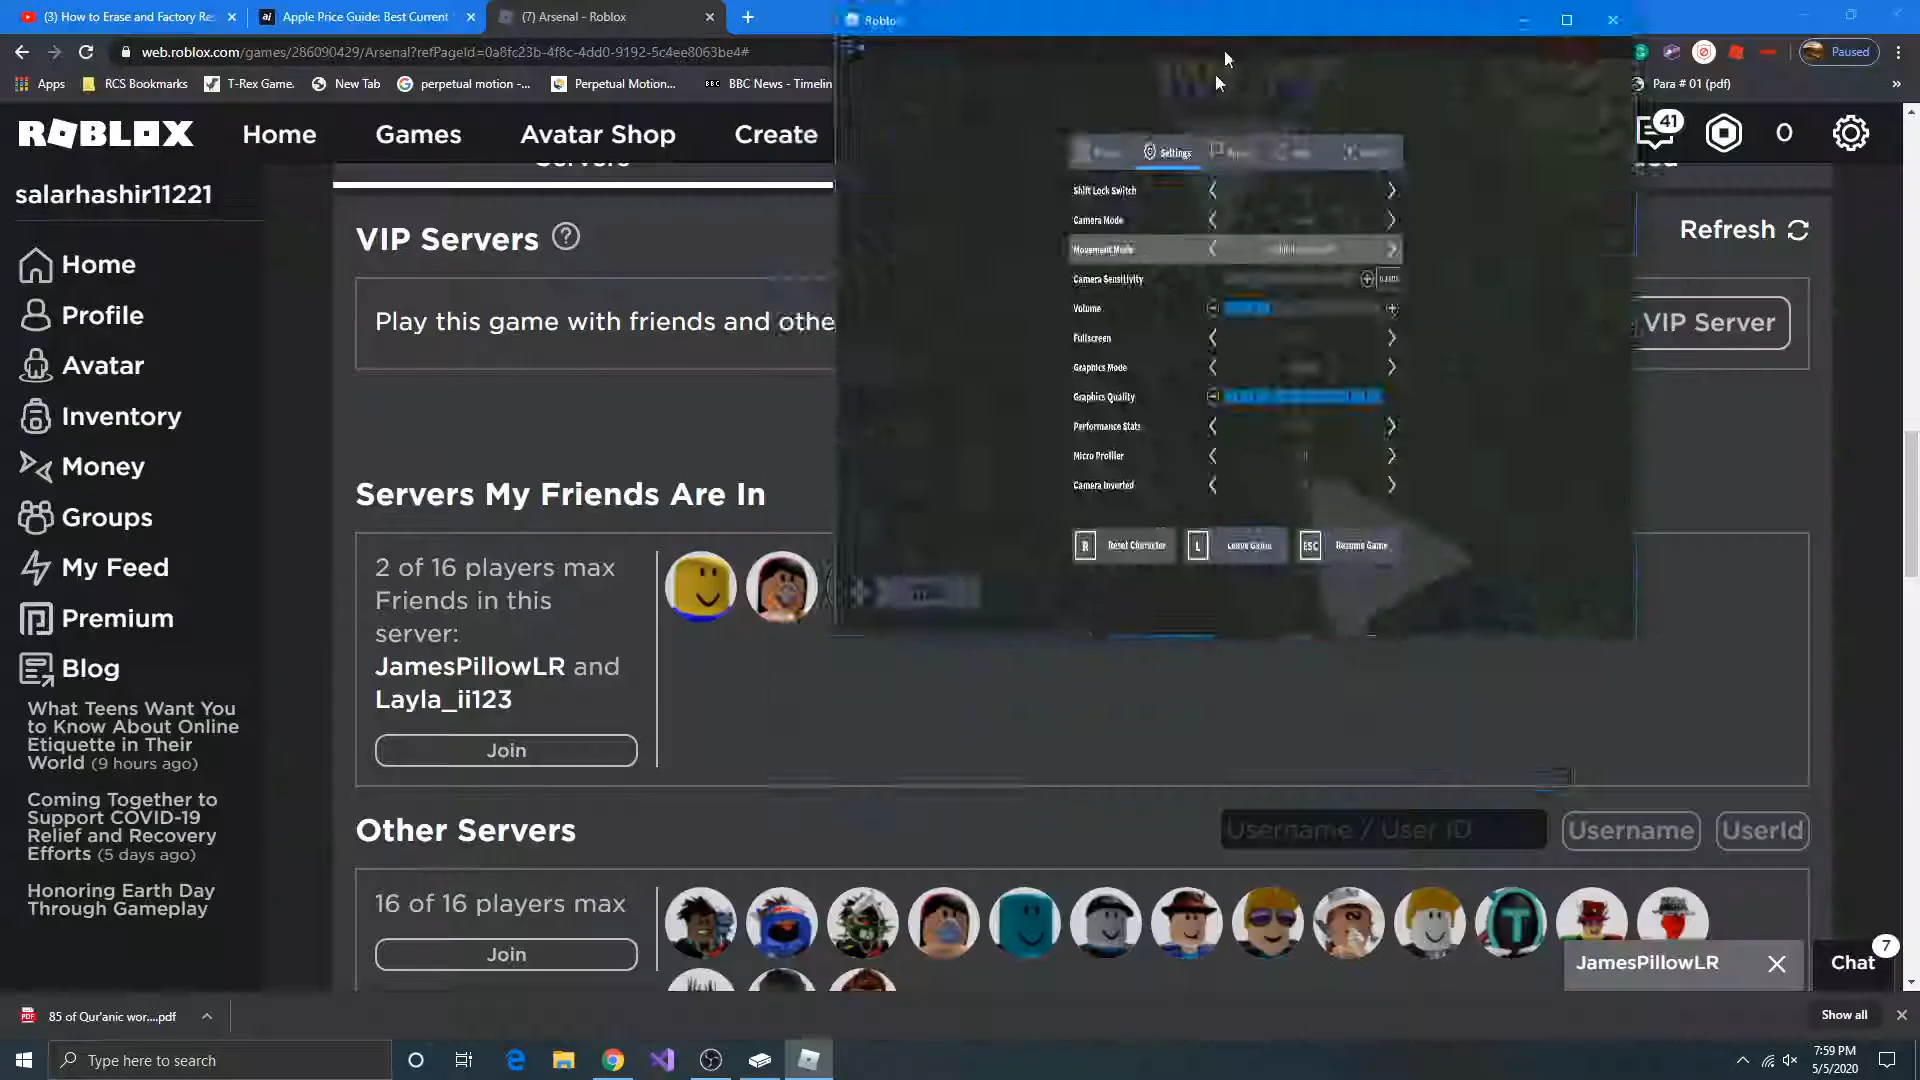 (3) How to Erase and Factory Re
Apple Price Guide: Best Current
(7) Arsenal - Roblox
Roblo
web.roblox.com/games/286090429/Arsenal?refPageId=0a8fc23b-4f8c-4dd0-9192-5c4ee8063be4#
Paused
Apps
RCS Bookmarks
T-Rex Game.
New Tab
perpetual motion -...
Perpetual Motion...
BBC News - Timelin
Para # 01 (pdf)
ROBLOX
Home
Games
Avatar Shop
Create
41
0
salarhashir11221
Home
Profile
Avatar
Inventory
Money
Groups
My Feed
Premium
Blog
What Teens Want You
to Know About Online
Etiquette in Their
World (9 hours ago)
Coming Together to
Support COVID-19
Relief and Recovery
Efforts (5 days ago)
Honoring Earth Day
Through Gameplay
Servers
VIP Servers
Refresh
Play this game with friends and othe
VIP Server
Servers My Friends Are In
2 of 16 players max
Friends in this
server:
JamesPillowLR and
Layla_ii123
Join
Settings
Shift Lock Switch
Camera Mode
Movement Mode
Camera Sensitivity
Volume
Fullscreen
Graphics Mode
Graphics Quality
Performance Stats
Micro Profiler
Camera Inverted
R Reset Character
L Leave Game
ESC Resume Game
Other Servers
Username / User ID
Username
UserId
16 of 16 players max
Join
JamesPillowLR
Chat
7
85 of Qur'anic wor....pdf
Show all
Type here to search
7:59 PM
5/5/2020